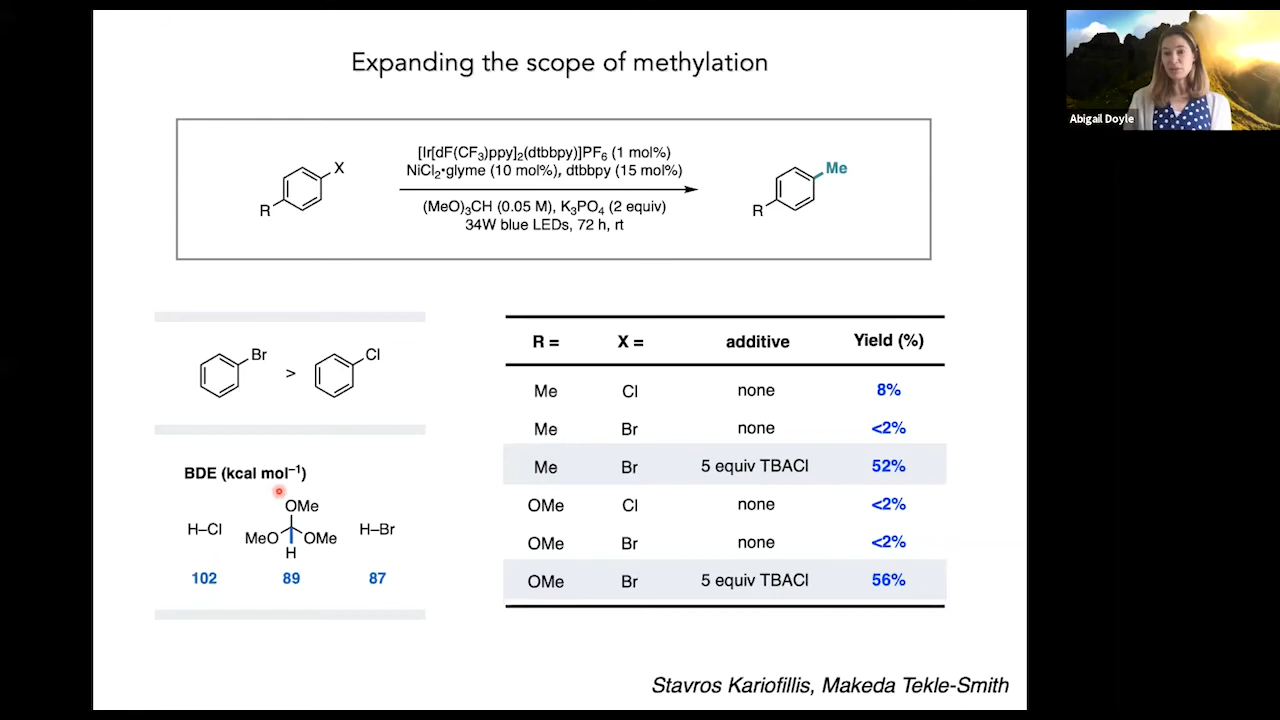 Expanding the scope of methylation
Abigail Doyle
[Ir[dF(CF3)ppy]2(dtbbpy)]PF6 (1 mol%)
NiCl2•glyme (10 mol%), dtbbpy (15 mol%)
(MeO)3CH (0.05 M), K3PO4 (2 equiv)
34W blue LEDs, 72 h, rt
X
R
Me
R
Br > Cl
BDE (kcal mol−1)
H–Cl
OMe
MeO OMe
H
H–Br
102 89 87
R = X = additive Yield (%)
Me Cl none 8%
Me Br none <2%
Me Br 5 equiv TBACl 52%
OMe Cl none <2%
OMe Br none <2%
OMe Br 5 equiv TBACl 56%
Stavros Kariofillis, Makeda Tekle-Smith